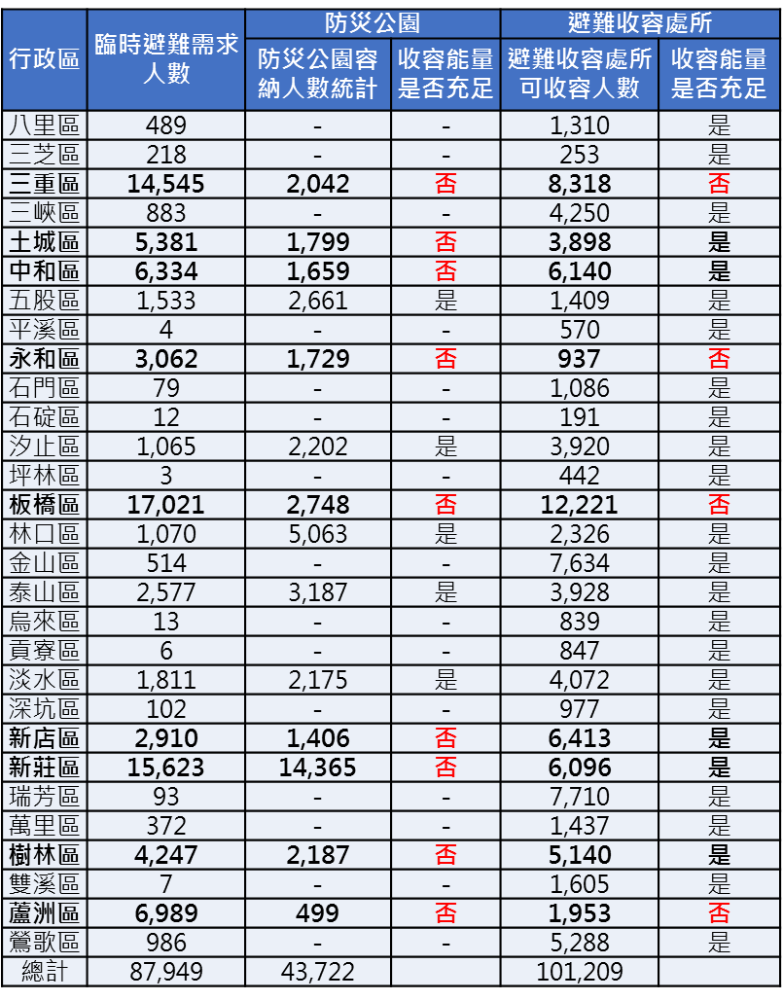 行政區 臨時避難需求人數 防災公園 避難收容處所
防災公園容納人數統計 收容能量是否充足 避難收容處所可收容人數 收容能量是否充足
八里區 489 - - 1,310 是
三芝區 218 - - 253 是
三重區 14,545 2,042 否 8,318 否
三峽區 883 - - 4,250 是
土城區 5,381 1,799 否 3,898 是
中和區 6,334 1,659 否 6,140 是
五股區 1,533 2,661 是 1,409 是
平溪區 4 - - 570 是
永和區 3,062 1,729 否 937 否
石門區 79 - - 1,086 是
石碇區 12 - - 191 是
汐止區 1,065 2,202 是 3,920 是
坪林區 3 - - 442 是
板橋區 17,021 2,748 否 12,221 否
林口區 1,070 5,063 是 2,326 是
金山區 514 - - 7,634 是
泰山區 2,577 3,187 是 3,928 是
烏來區 13 - - 839 是
貢寮區 6 - - 847 是
淡水區 1,811 2,175 是 4,072 是
深坑區 102 - - 977 是
新店區 2,910 1,406 否 6,413 是
新莊區 15,623 14,365 否 6,096 是
瑞芳區 93 - - 7,710 是
萬里區 372 - - 1,437 是
樹林區 4,247 2,187 否 5,140 是
雙溪區 7 - - 1,605 是
蘆洲區 6,989 499 否 1,953 否
鶯歌區 986 - - 5,288 是
總計 87,949 43,722 101,209